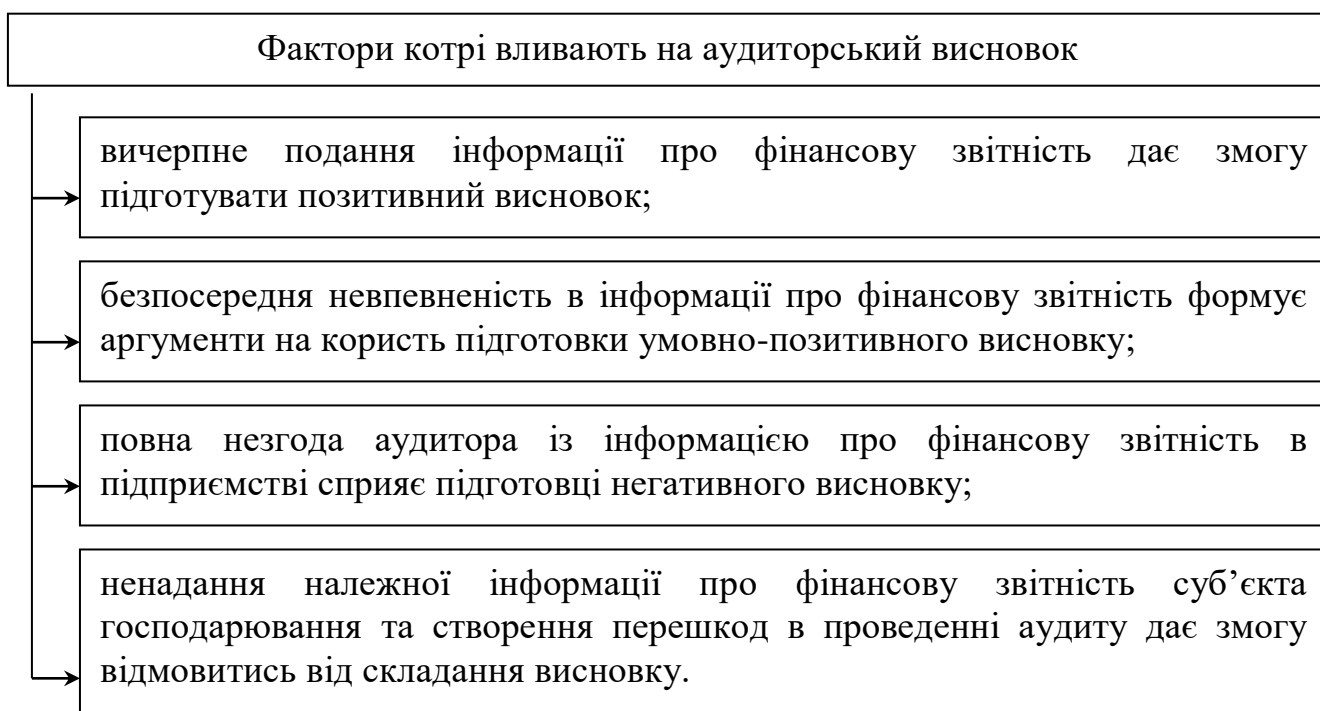 Фактори котрі вливають на аудиторський висновок
вичерпне подання інформації про фінансову звітність дає змогу
підготувати позитивний висновок;
безпосередня невпевненість в інформації про фінансову звітність формує
аргументи на користь підготовки умовно-позитивного висновку;
повна незгода аудитора із інформацією про фінансову звітність в
підприємстві сприяє підготовці негативного висновку;
ненадання належної інформації про фінансову звітність суб’єкта
господарювання та створення перешкод в проведенні аудиту дає змогу
відмовитись від складання висновку.